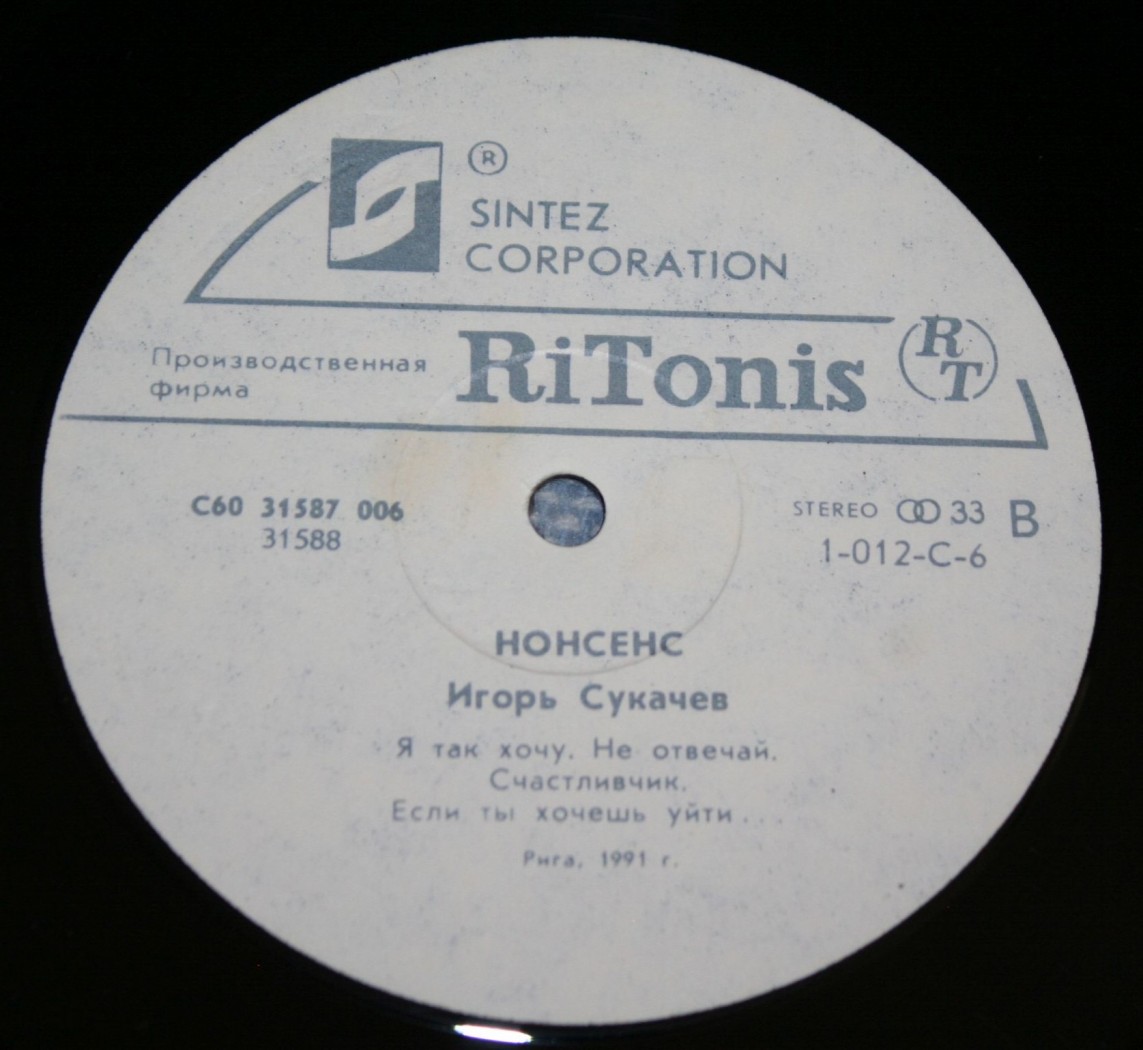 ®
SINTEZ
CORPORATION
Производственная
фирма
RiTonis
RT
С60 31587 006
31588
STEREO 33 B
1-012-C-6
НОНСЕНС
Игорь Сукачев
Я так хочу. Не отвечай.
Счастливчик.
Если ты хочешь уйти...
Рига, 1991 г.